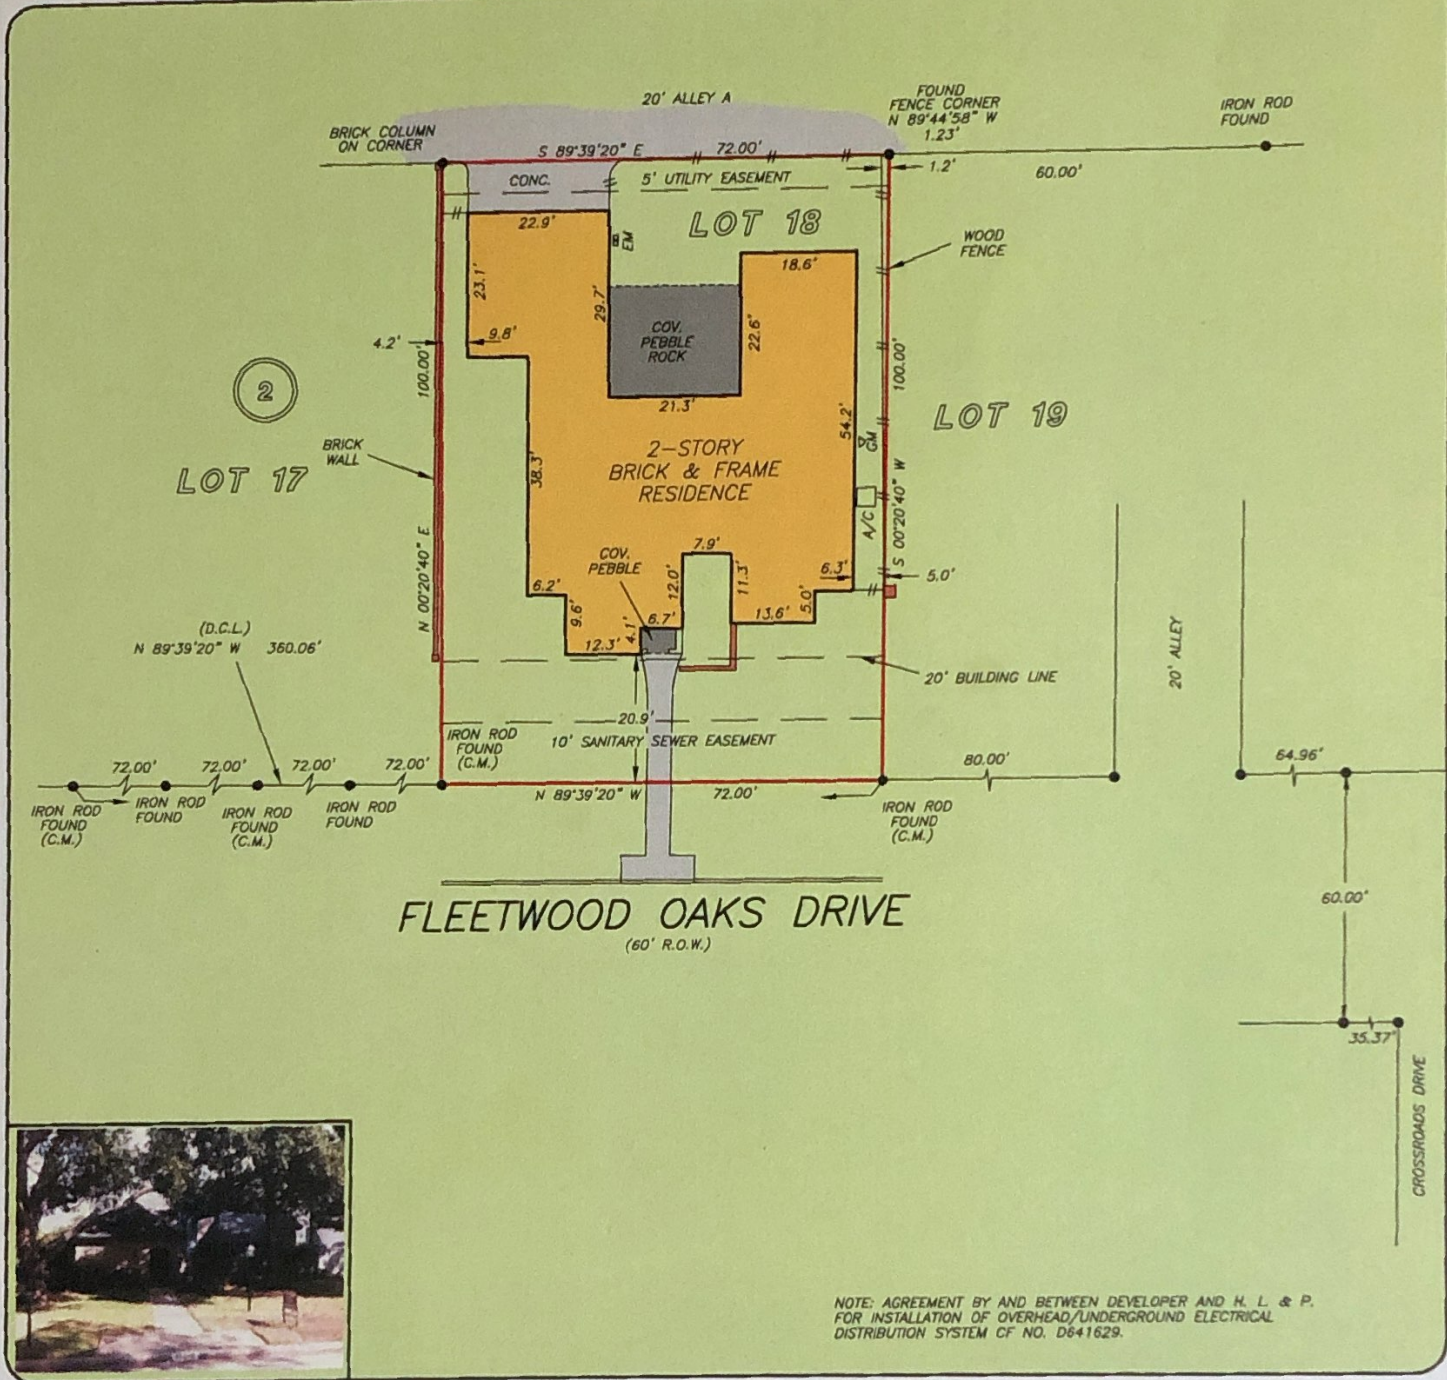 20' ALLEY A
FOUND
FENCE CORNER
N 89°44'58" W
1.23'
IRON ROD
FOUND
BRICK COLUMN
ON CORNER
S 89°39'20" E 72.00'
1.2'
60.00'
CONC.
5' UTILITY EASEMENT
LOT 18
22.9'
EM
WOOD
FENCE
18.6'
23.1'
29.7'
COV.
PEBBLE
ROCK
22.6'
4.2'
9.8'
100.00'
100.00'
2
21.3'
54.2'
GM
LOT 19
BRICK
WALL
LOT 17
2-STORY
BRICK & FRAME
RESIDENCE
38.3'
A/C
S 00°20'40" W
N 00°20'40" E
7.9'
COV.
PEBBLE
12.0'
11.3'
6.3'
5.0'
6.2'
9.6'
6.7'
13.6'
5.0'
12.3'
4.1'
(D.C.L.)
N 89°39'20" W 360.06'
20' BUILDING LINE
20' ALLEY
20.9'
IRON ROD
FOUND
(C.M.)
10' SANITARY SEWER EASEMENT
72.00'
72.00'
72.00'
72.00'
80.00'
64.96'
N 89°39'20" W 72.00'
IRON ROD
FOUND
(C.M.)
IRON ROD
FOUND
IRON ROD
FOUND
(C.M.)
IRON ROD
FOUND
IRON ROD
FOUND
(C.M.)
FLEETWOOD OAKS DRIVE
(60' R.O.W.)
60.00'
35.37'
CROSSROADS DRIVE
NOTE: AGREEMENT BY AND BETWEEN DEVELOPER AND H. L. & P.
FOR INSTALLATION OF OVERHEAD/UNDERGROUND ELECTRICAL
DISTRIBUTION SYSTEM CF NO. D641629.